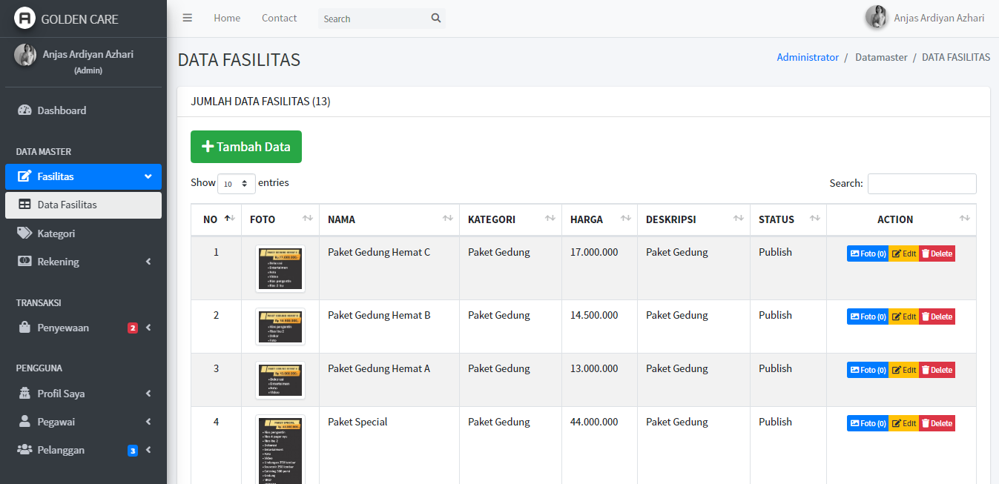 GOLDEN CARE
Anjas Ardiyan Azhari
(Admin)
Dashboard
DATA MASTER
Fasilitas
Data Fasilitas
Kategori
Rekening
TRANSAKSI
Penyewaan 2
PENGGUNA
Profil Saya
Pegawai
Pelanggan 3
Home Contact Search Anjas Ardiyan Azhari
DATA FASILITAS Administrator / Datamaster / DATA FASILITAS
JUMLAH DATA FASILITAS (13)
Tambah Data
Show 10 entries Search:
NO FOTO NAMA KATEGORI HARGA DESKRIPSI STATUS ACTION
1 Paket Gedung Hemat C Paket Gedung 17.000.000 Paket Gedung Publish Foto (0) Edit Delete
2 Paket Gedung Hemat B Paket Gedung 14.500.000 Paket Gedung Publish Foto (0) Edit Delete
3 Paket Gedung Hemat A Paket Gedung 13.000.000 Paket Gedung Publish Foto (0) Edit Delete
4 Paket Special Paket Gedung 44.000.000 Paket Gedung Publish Foto (0) Edit Delete